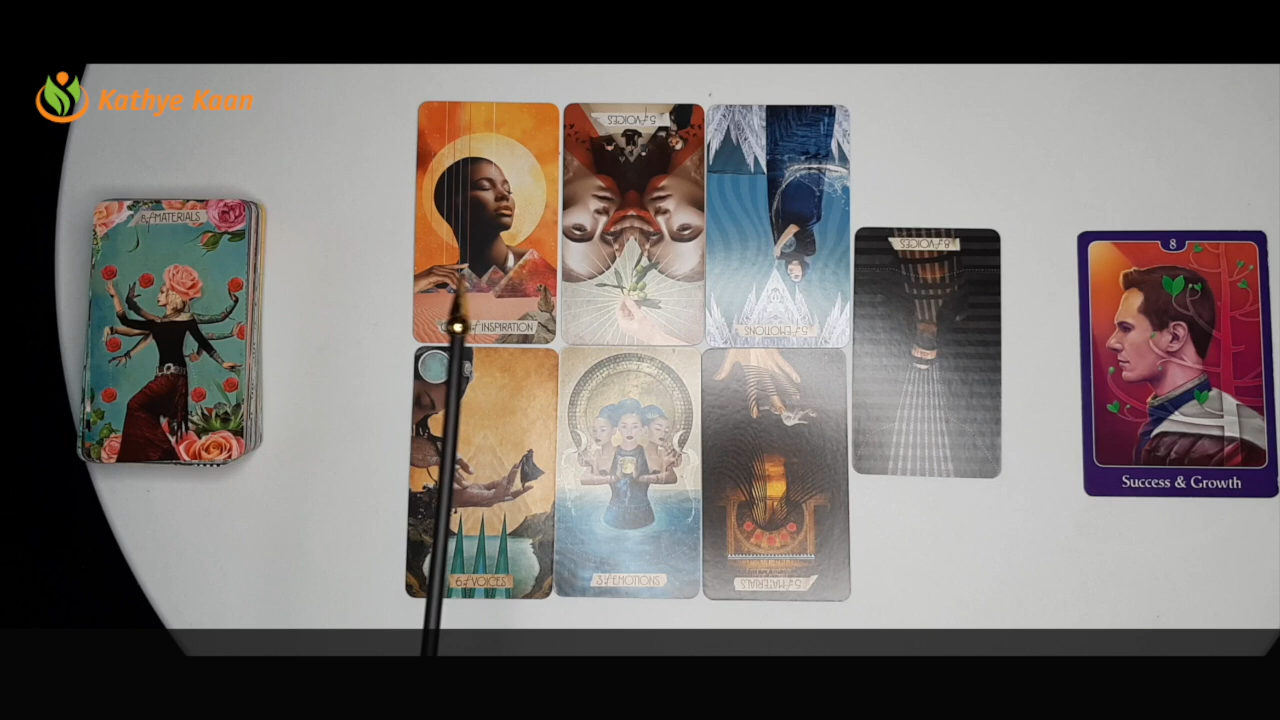 Kathye Kaan
8 of MATERIALS
OF INSPIRATION
5 of VOICES
5 of EMOTIONS
8 of VOICES
6 of VOICES
3 of EMOTIONS
5 of MATERIALS
8
Success & Growth